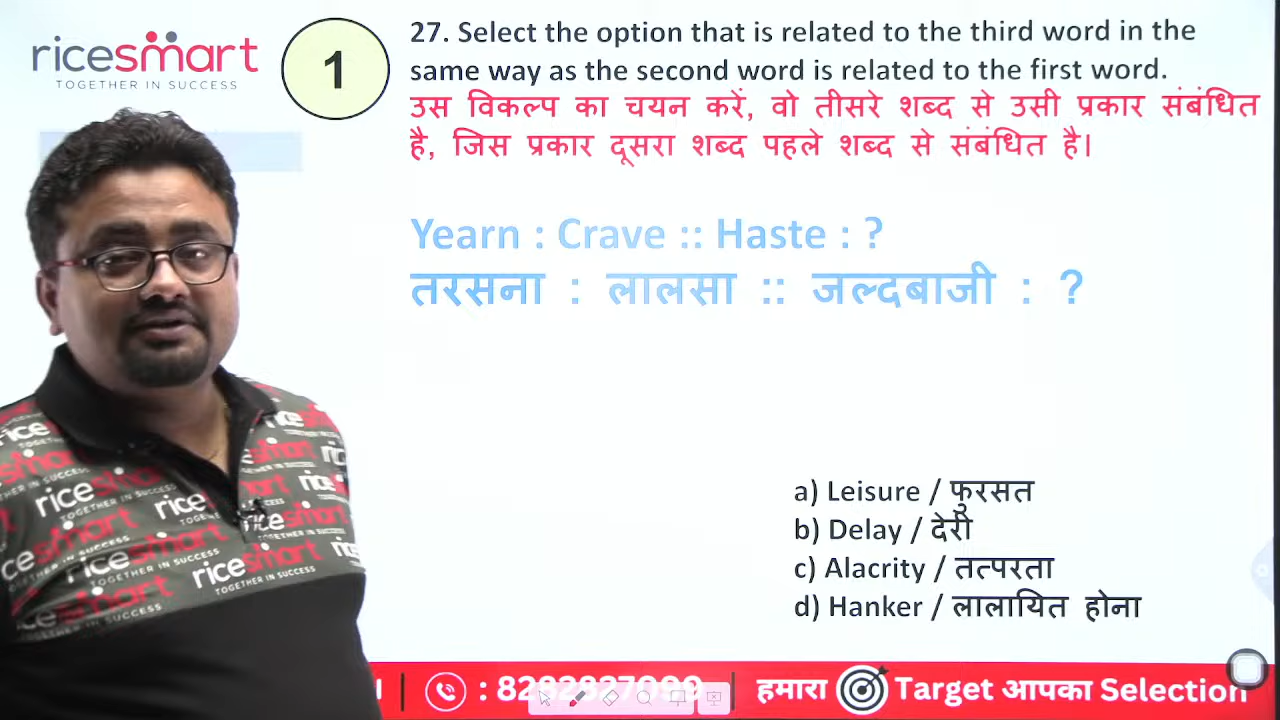 ricesmart
TOGETHER IN SUCCESS
1
27. Select the option that is related to the third word in the
same way as the second word is related to the first word.
उस विकल्प का चयन करें, वो तीसरे शब्द से उसी प्रकार संबंधित
है, जिस प्रकार दूसरा शब्द पहले शब्द से संबंधित है।
Yearn : Crave :: Haste : ?
तरसना : लालसा :: जल्दबाजी : ?
a) Leisure / फुरसत
b) Delay / देरी
c) Alacrity / तत्परता
d) Hanker / लालायित होना
हमारा Target आपका Selection